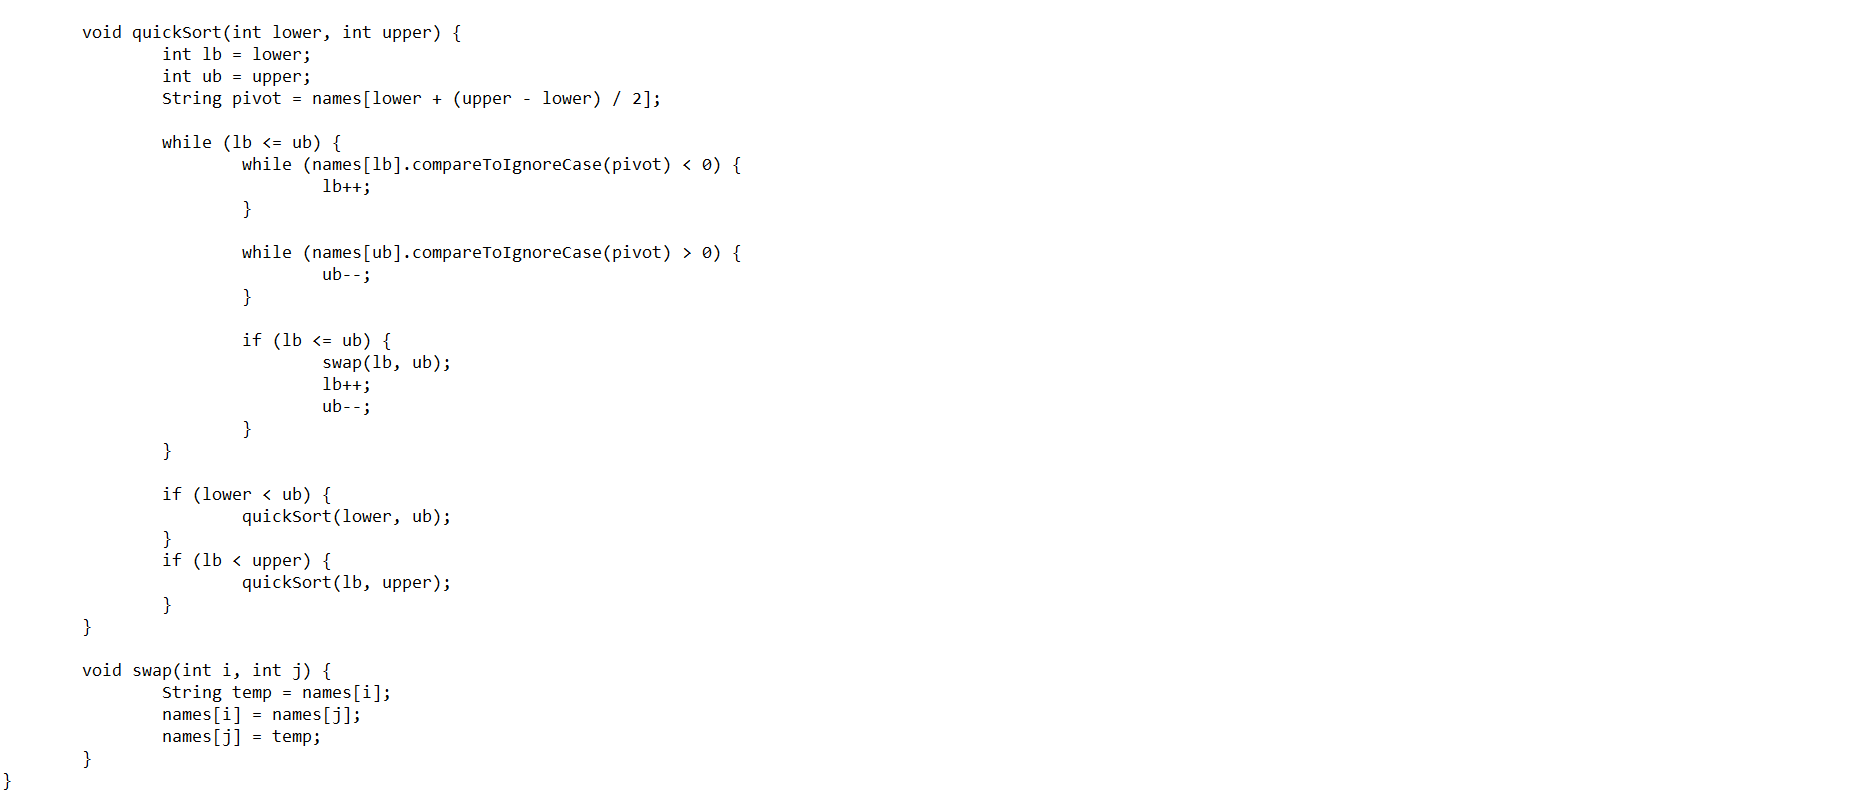 void quickSort(int lower, int upper) {
int lb = lower;
int ub = upper;
String pivot = names[lower + (upper - lower) / 2];
while (lb <= ub) {
while (names[lb].compareToIgnoreCase(pivot) < 0) {
lb++;
}
while (names[ub].compareToIgnoreCase(pivot) > 0) {
ub--;
}
if (lb <= ub) {
swap(lb, ub);
lb++;
ub--;
}
}
if (lower < ub) {
quickSort(lower, ub);
}
if (lb < upper) {
quickSort(lb, upper);
}
}
void swap(int i, int j) {
String temp = names[i];
names[i] = names[j];
names[j] = temp;
}
}